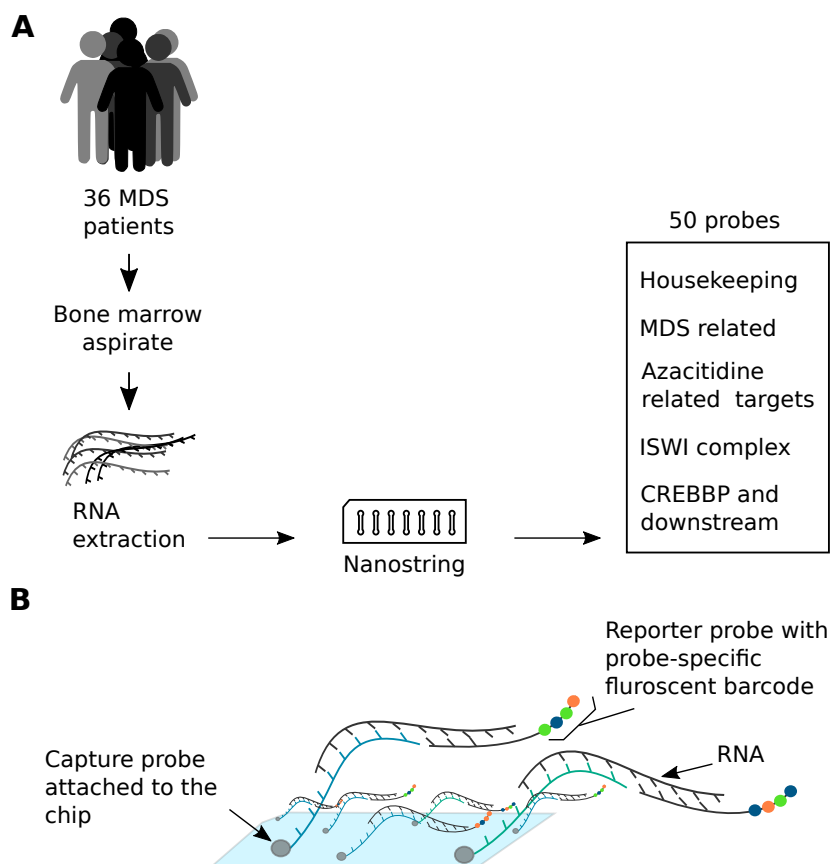 A
36 MDS
patients
Bone marrow
aspirate
RNA
extraction
Nanostring
50 probes
Housekeeping
MDS related
Azacitidine
related targets
ISWI complex
CREBBP and
downstream
B
Reporter probe with
probe-specific
fluroscent barcode
RNA
Capture probe
attached to the
chip